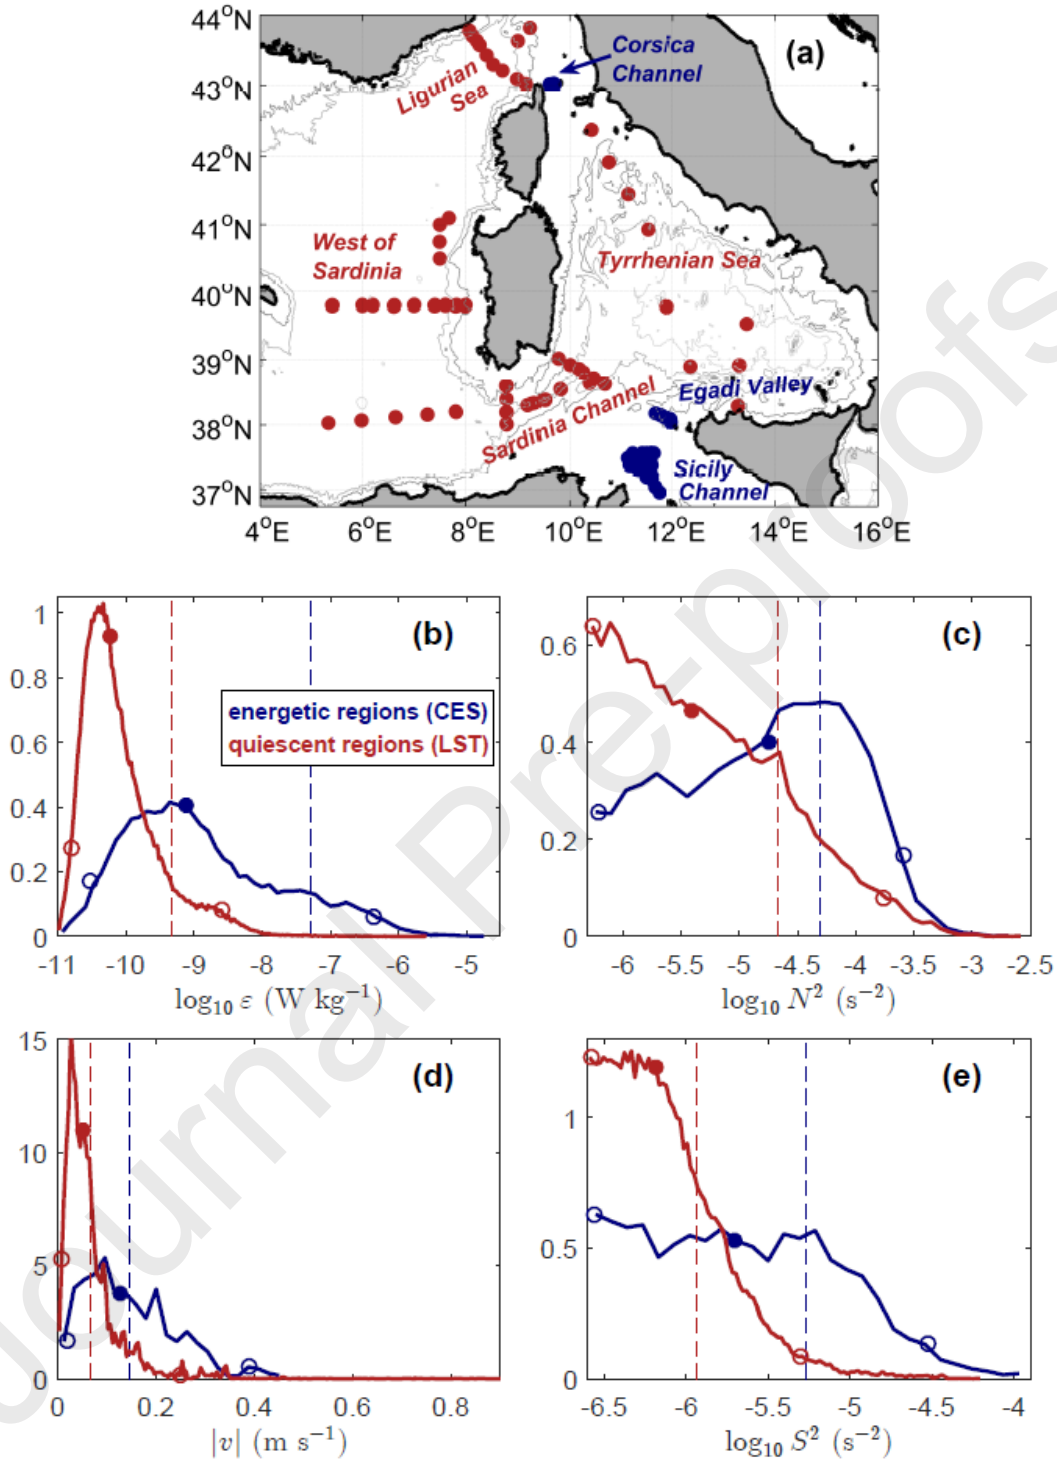 44°N
43°N
42°N
41°N
40°N
39°N
38°N
37°N
4°E 6°E 8°E 10°E 12°E 14°E 16°E
(a)
Corsica
Channel
Ligurian
Sea
West of
Sardinia
Tyrrhenian Sea
Egadi Valley
Sardinia Channel
Sicily
Channel
(b)
1
0.8
0.6
0.4
0.2
0
energetic regions (CES)
quiescent regions (LST)
-11 -10 -9 -8 -7 -6 -5
log₁₀ ε (W kg⁻¹)
(c)
0.6
0.4
0.2
0
-6 -5.5 -5 -4.5 -4 -3.5 -3 -2.5
log₁₀ N² (s⁻²)
(d)
15
10
5
0
0 0.2 0.4 0.6 0.8
|v| (m s⁻¹)
(e)
1
0.5
0
-6.5 -6 -5.5 -5 -4.5 -4
log₁₀ S² (s⁻²)
Journal Pre-proofs